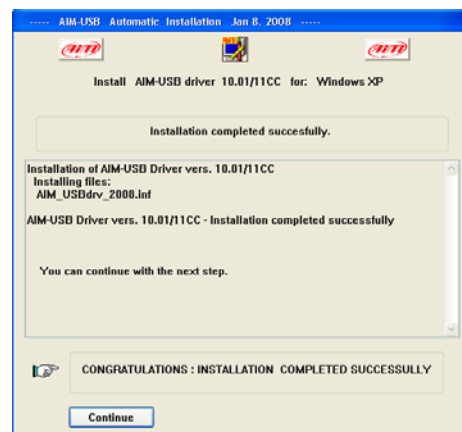 ----- AIM-USB Automatic Installation Jan 8, 2008 -----
AIM AIM
Install AIM-USB driver 10.01/11CC for: Windows XP
Installation completed succesfully.
Installation of AIM-USB Driver vers. 10.01/11CC
Installing files:
AIM_USBdrv_2008.inf
AIM-USB Driver vers. 10.01/11CC - Installation completed successfully
You can continue with the next step.
CONGRATULATIONS : INSTALLATION COMPLETED SUCCESSULLY
Continue